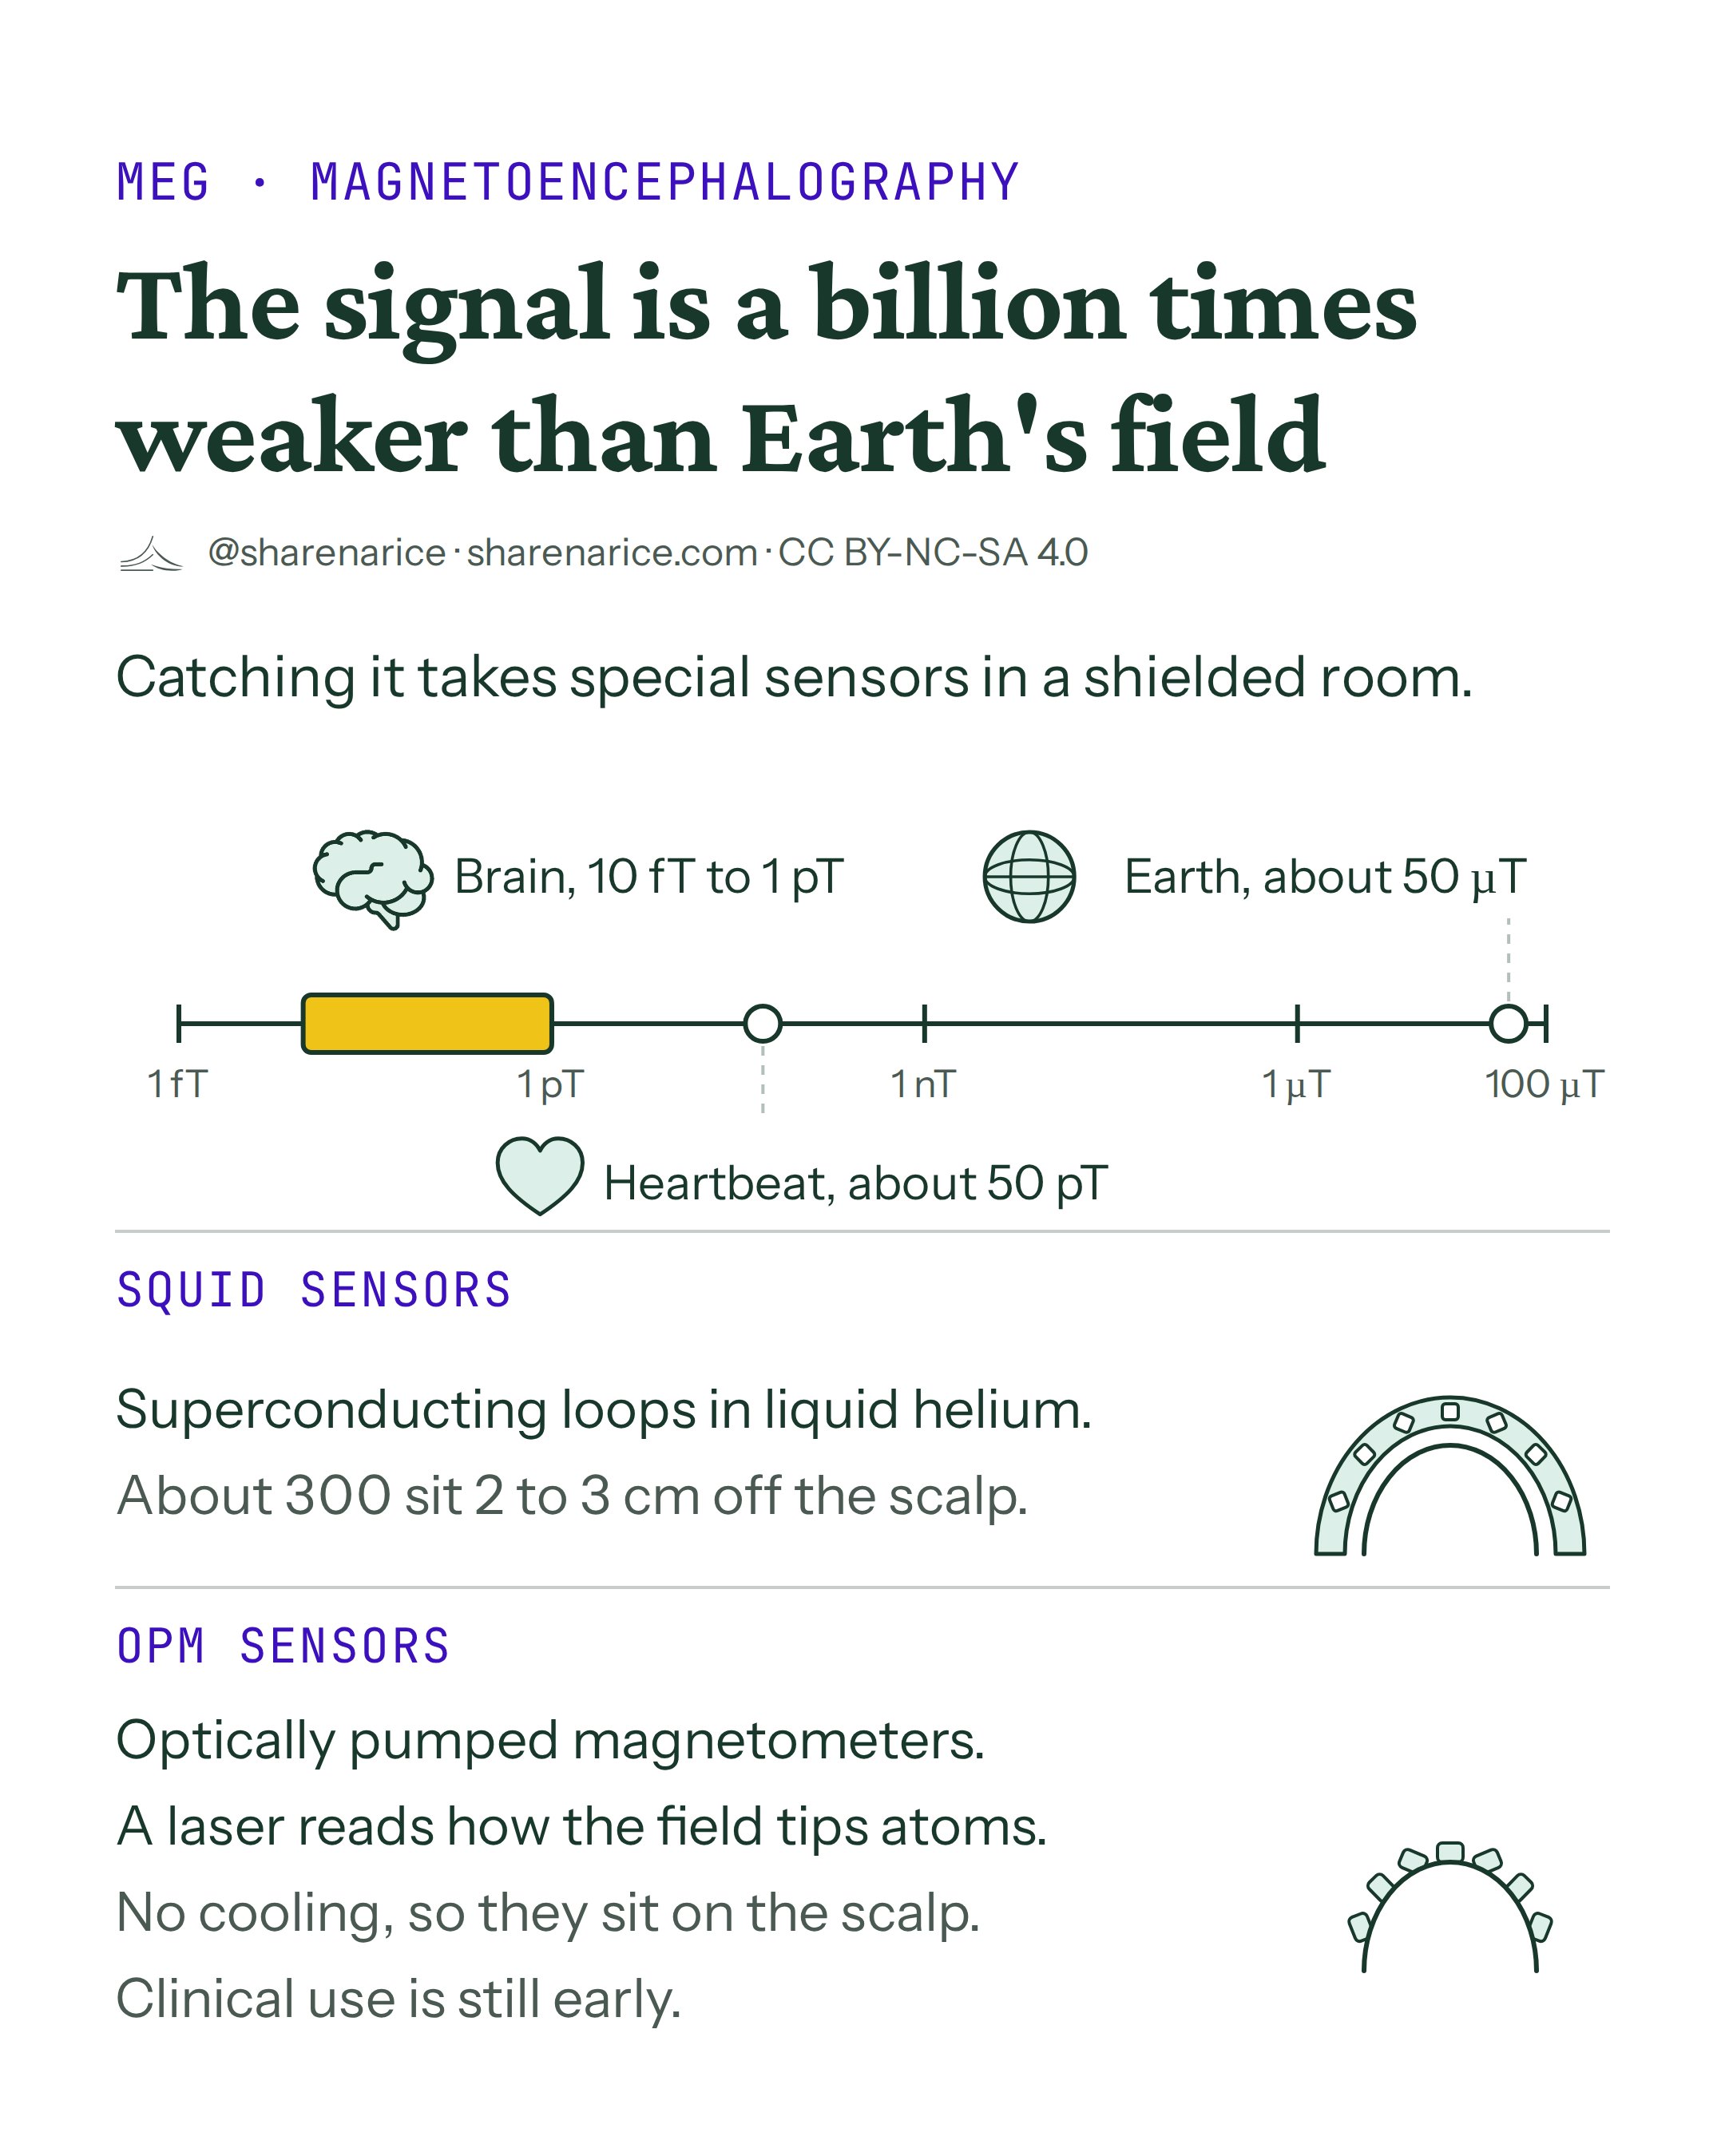 MEG · MAGNETOENCEPHALOGRAPHY
The signal is a billion times
weaker than Earth's field
@sharenarice · sharenarice.com · CC BY-NC-SA 4.0
Catching it takes special sensors in a shielded room.
Brain, 10 fT to 1 pT
Earth, about 50 µT
1 fT
1 pT
1 nT
1 µT
100 µT
Heartbeat, about 50 pT
SQUID SENSORS
Superconducting loops in liquid helium.
About 300 sit 2 to 3 cm off the scalp.
OPM SENSORS
Optically pumped magnetometers.
A laser reads how the field tips atoms.
No cooling, so they sit on the scalp.
Clinical use is still early.